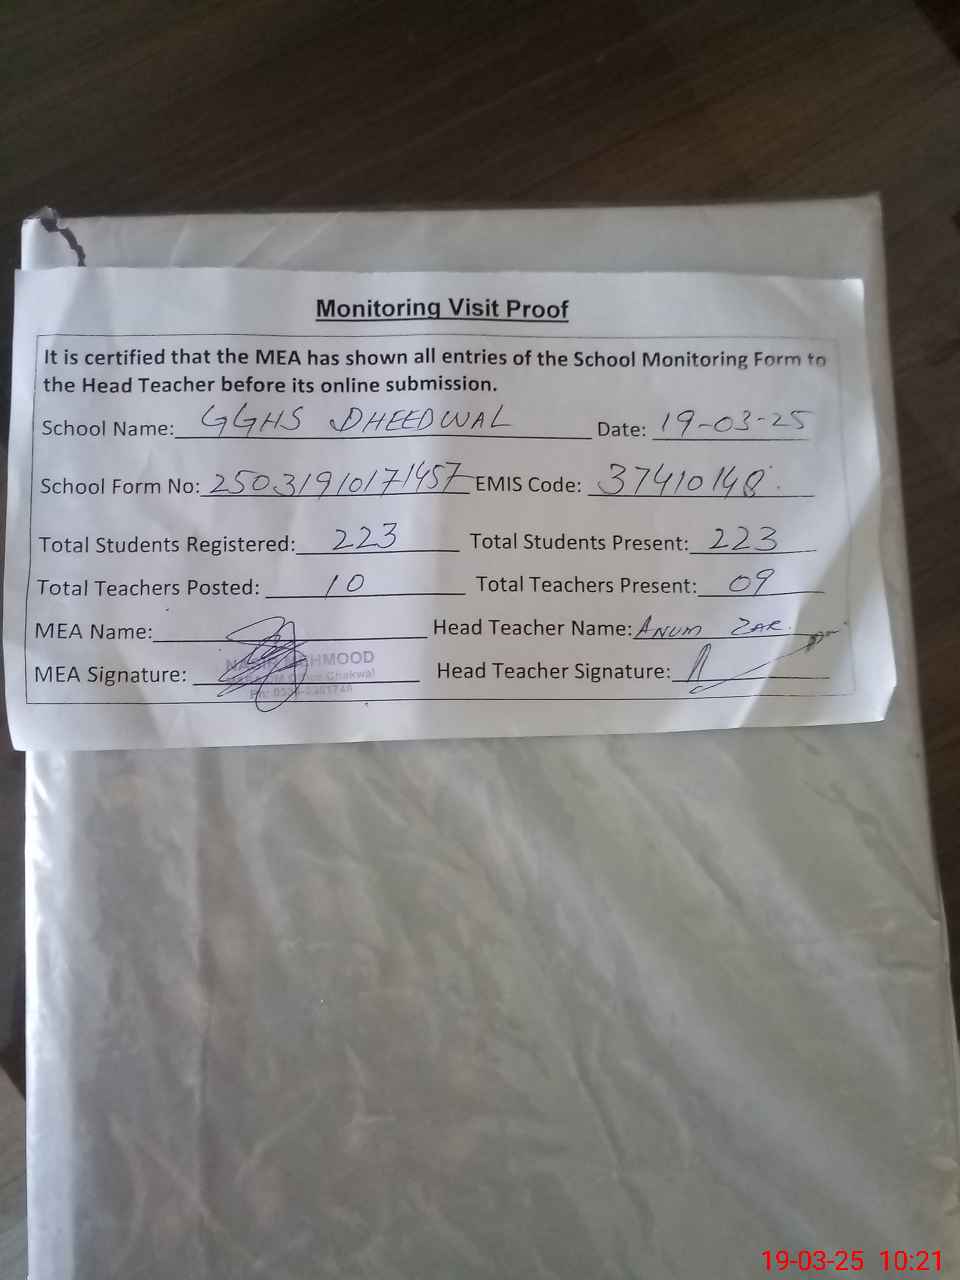 Monitoring Visit Proof
It is certified that the MEA has shown all entries of the School Monitoring Form to
the Head Teacher before its online submission.
School Name: GGHS DHEEDWAL Date: 19-03-25
School Form No: 25031910171457 EMIS Code: 37410148
Total Students Registered: 223 Total Students Present: 223
Total Teachers Posted: 10 Total Teachers Present: 09
MEA Name: Head Teacher Name: ANUM ZAR.
MEHMOOD
MEA Signature: Chakwal Head Teacher Signature:
19-03-25 10:21